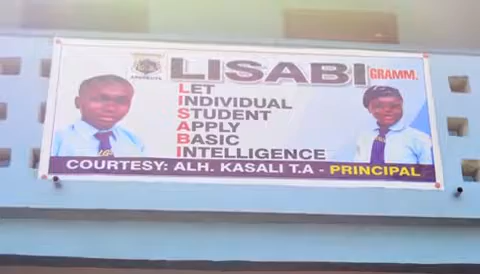 LISABI GRAMM.
LET
INDIVIDUAL
STUDENT
APPLY
BASIC
INTELLIGENCE
COURTESY: ALH. KASALI T.A - PRINCIPAL